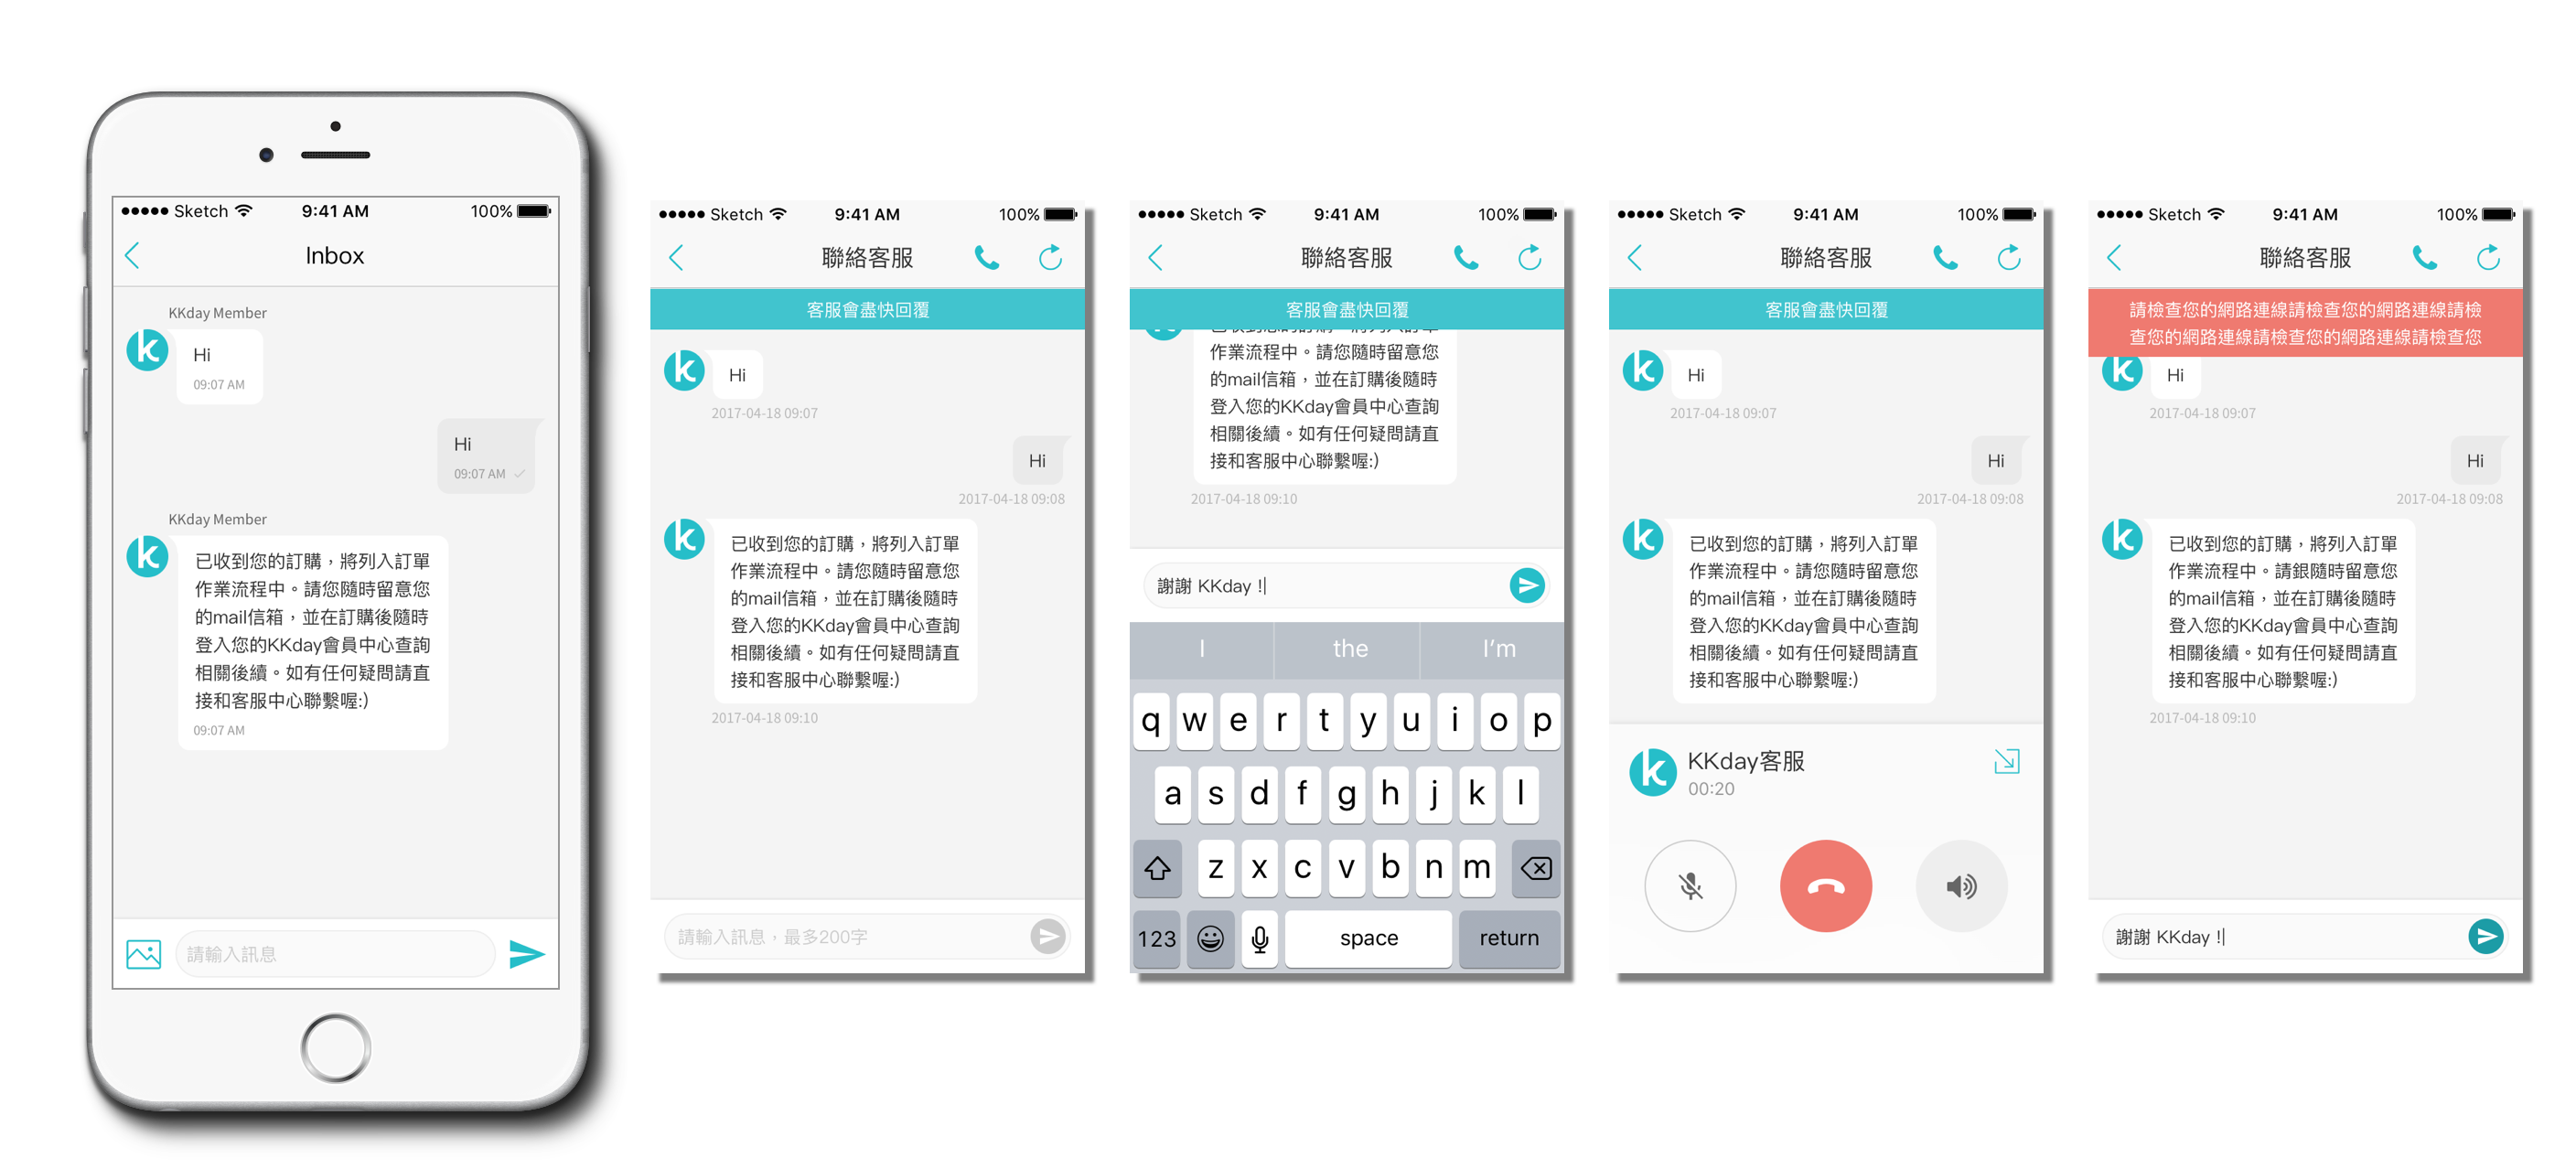 Sketch 9:41 AM 100%
Inbox
KKday Member
Hi
09:07 AM
Hi
09:07 AM
KKday Member
已收到您的訂購，將列入訂單
作業流程中。請您隨時留意您
的mail信箱，並在訂購後隨時
登入您的KKday會員中心查詢
相關後續。如有任何疑問請直
接和客服中心聯繫喔:)
09:07 AM
請輸入訊息
Sketch 9:41 AM 100%
聯絡客服
客服會盡快回覆
k
Hi
2017-04-18 09:07
Hi
2017-04-18 09:08
k
已收到您的訂購，將列入訂單
作業流程中。請您隨時留意您
的mail信箱，並在訂購後隨時
登入您的KKday會員中心查詢
相關後續。如有任何疑問請直
接和客服中心聯繫喔:)
2017-04-18 09:10
請輸入訊息，最多200字
Sketch 9:41 AM 100%
聯絡客服
客服會盡快回覆
已收到您的訂購，將列入訂單
作業流程中。請您隨時留意您
的mail信箱，並在訂購後隨時
登入您的KKday會員中心查詢
相關後續。如有任何疑問請直
接和客服中心聯繫喔:)
2017-04-18 09:10
謝謝 KKday !
I the I'm
q w e r t y u i o p
a s d f g h j k l
z x c v b n m
123 space return
Sketch 9:41 AM 100%
聯絡客服
客服會盡快回覆
k
Hi
2017-04-18 09:07
Hi
2017-04-18 09:08
k
已收到您的訂購，將列入訂單
作業流程中。請您隨時留意您
的mail信箱，並在訂購後隨時
登入您的KKday會員中心查詢
相關後續。如有任何疑問請直
接和客服中心聯繫喔:)
k
KKday客服
00:20
Sketch 9:41 AM 100%
聯絡客服
請檢查您的網路連線請檢查您的網路連線請檢
查您的網路連線請檢查您的網路連線請檢查您
k
Hi
2017-04-18 09:07
Hi
2017-04-18 09:08
k
已收到您的訂購，將列入訂單
作業流程中。請銀隨時留意您
的mail信箱，並在訂購後隨時
登入您的KKday會員中心查詢
相關後續。如有任何疑問請直
接和客服中心聯繫喔:)
2017-04-18 09:10
謝謝 KKday !